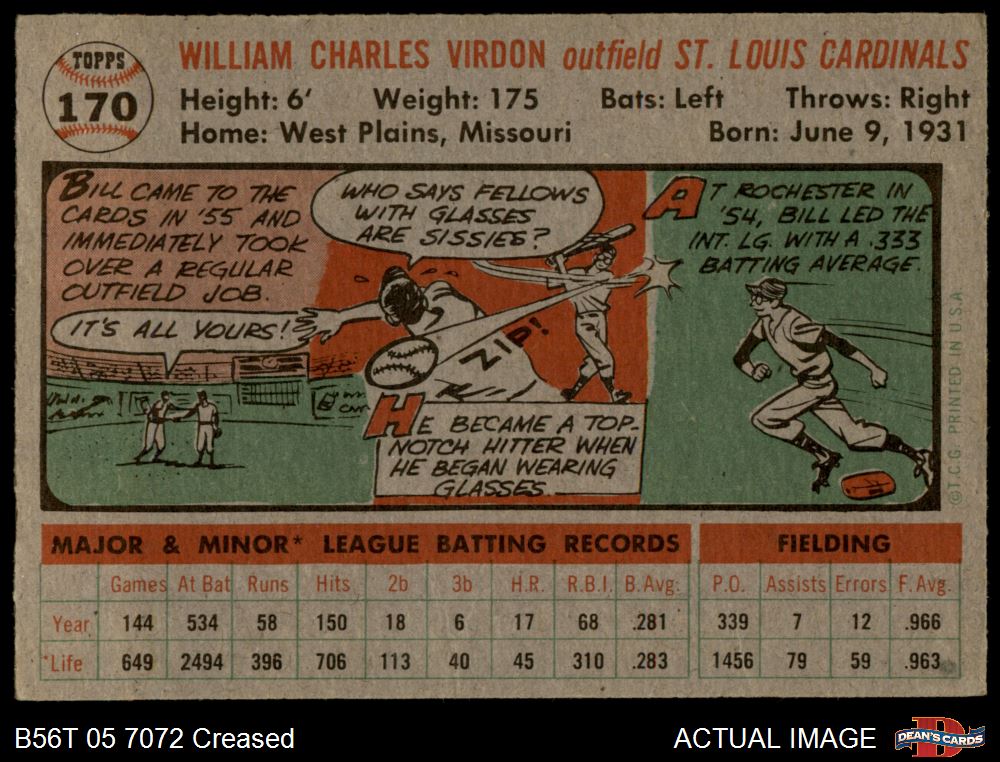 TOPPS
170
WILLIAM CHARLES VIRDON outfield ST. LOUIS CARDINALS
Height: 6' Weight: 175 Bats: Left Throws: Right
Home: West Plains, Missouri Born: June 9, 1931
BILL CAME TO THE
CARDS IN '55 AND
IMMEDIATELY TOOK
OVER A REGULAR
OUTFIELD JOB.
IT'S ALL YOURS!
WHO SAYS FELLOWS
WITH GLASSES
ARE SISSIES?
ZIP!
HE BECAME A TOP-
NOTCH HITTER WHEN
HE BEGAN WEARING
GLASSES.
AT ROCHESTER IN
'54, BILL LED THE
INT. LG. WITH A .333
BATTING AVERAGE.
©T.C.G. PRINTED IN U.S.A.
MAJOR & MINOR* LEAGUE BATTING RECORDS FIELDING
Games At Bat Runs Hits 2b 3b H.R. R.B.I. B.Avg. P.O. Assists Errors F. Avg.
Year 144 534 58 150 18 6 17 68 .281 339 7 12 .966
*Life 649 2494 396 706 113 40 45 310 .283 1456 79 59 .963
B56T 05 7072 Creased ACTUAL IMAGE
D
DEAN'S CARDS